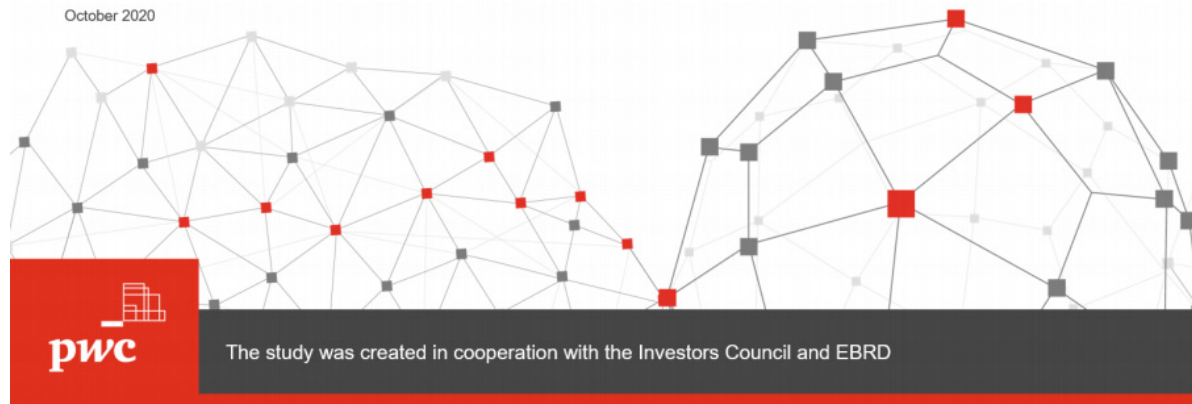 October 2020
pwc
The study was created in cooperation with the Investors Council and EBRD